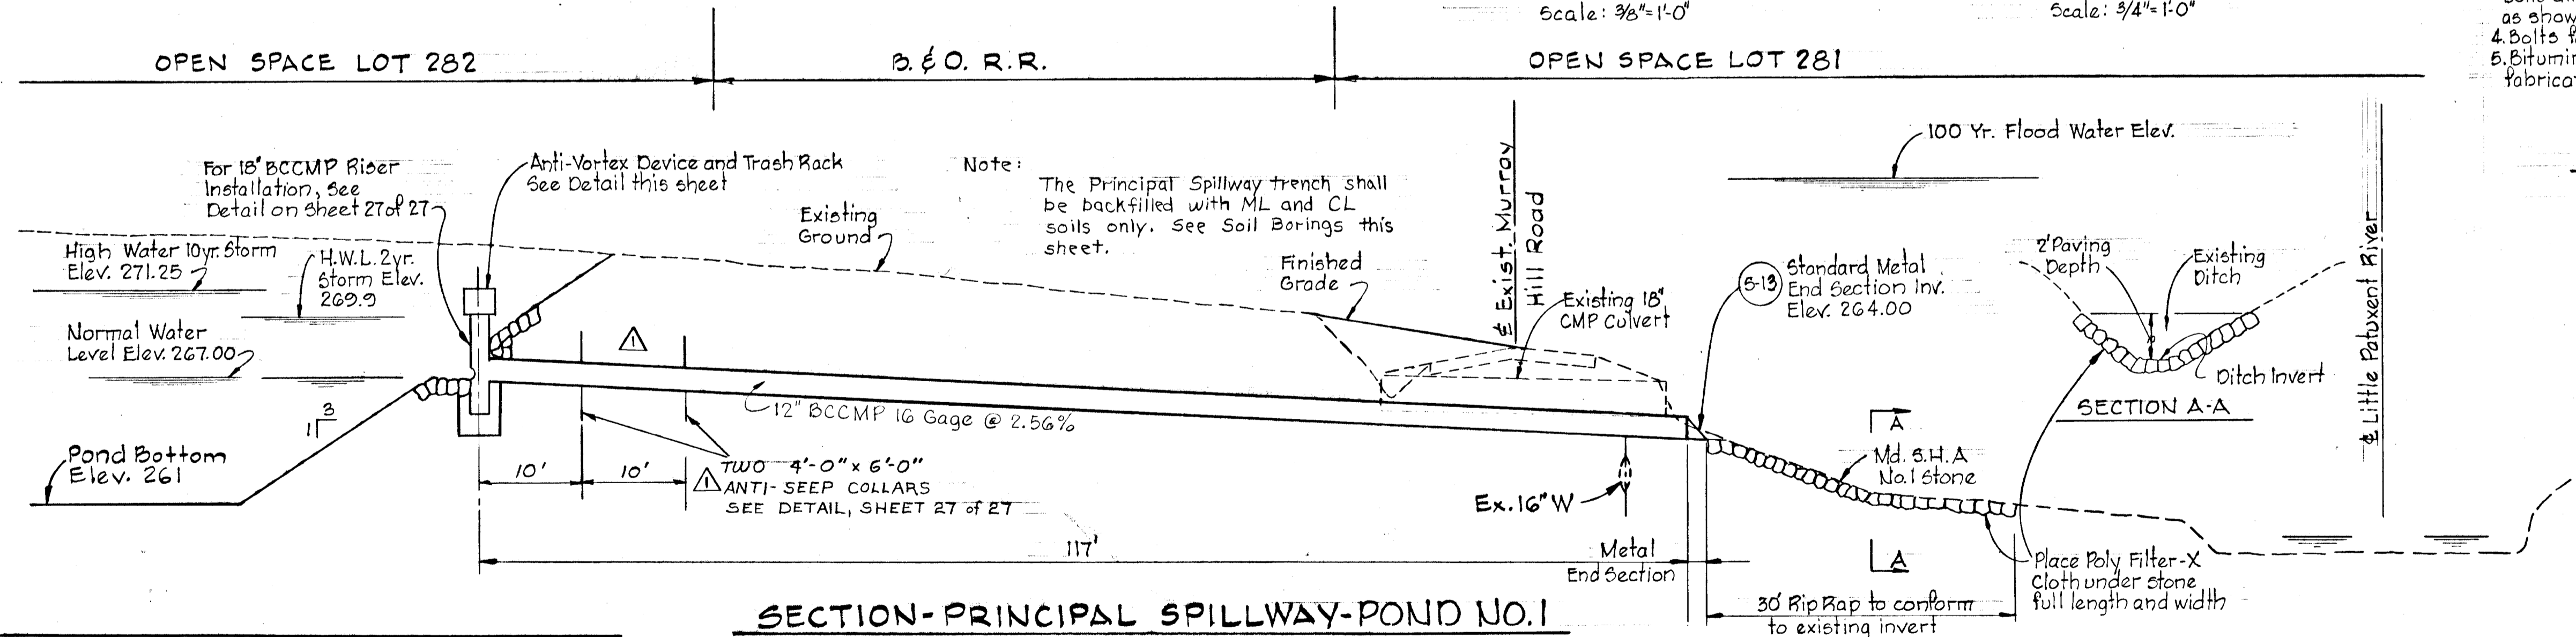 Scale: 3/8"=1'-0"
Scale: 3/4"=1'-0"
as show
4. Bolts f
5. Bitumin
fabrica
OPEN SPACE LOT 282
B. & O. R.R.
OPEN SPACE LOT 281
For 18" BCCMP Riser
Installation, See
Detail on Sheet 27 of 27
Anti-Vortex Device and Trash Rack
See Detail this sheet
Note:
The Principal Spillway trench shall
be backfilled with ML and CL
soils only. See Soil Borings this
sheet.
Existing
Ground
Finished
Grade
℄ Exist. Murray
Hill Road
100 Yr. Flood Water Elev.
High Water 10yr. Storm
Elev. 271.25
H.W.L. 2yr.
Storm Elev.
269.9
Normal Water
Level Elev. 267.00
Existing 18"
CMP Culvert
S-13
Standard Metal
End Section Inv.
Elev. 264.00
2' Paving
Depth
Existing
Ditch
Ditch Invert
SECTION A-A
℄ Little Patuxent River
1
12" BCCMP 16 Gage @ 2.56%
3
1
Pond Bottom
Elev. 261
10'
10'
1
TWO 4'-0" x 6'-0"
ANTI-SEEP COLLARS
SEE DETAIL, SHEET 27 of 27
Ex. 16" W
A
Md. S.H.A
No. 1 Stone
A
117'
Metal
End Section
Place Poly Filter-X
Cloth under stone
full length and width
30' Rip Rap to conform
to existing invert
SECTION-PRINCIPAL SPILLWAY-POND NO.1